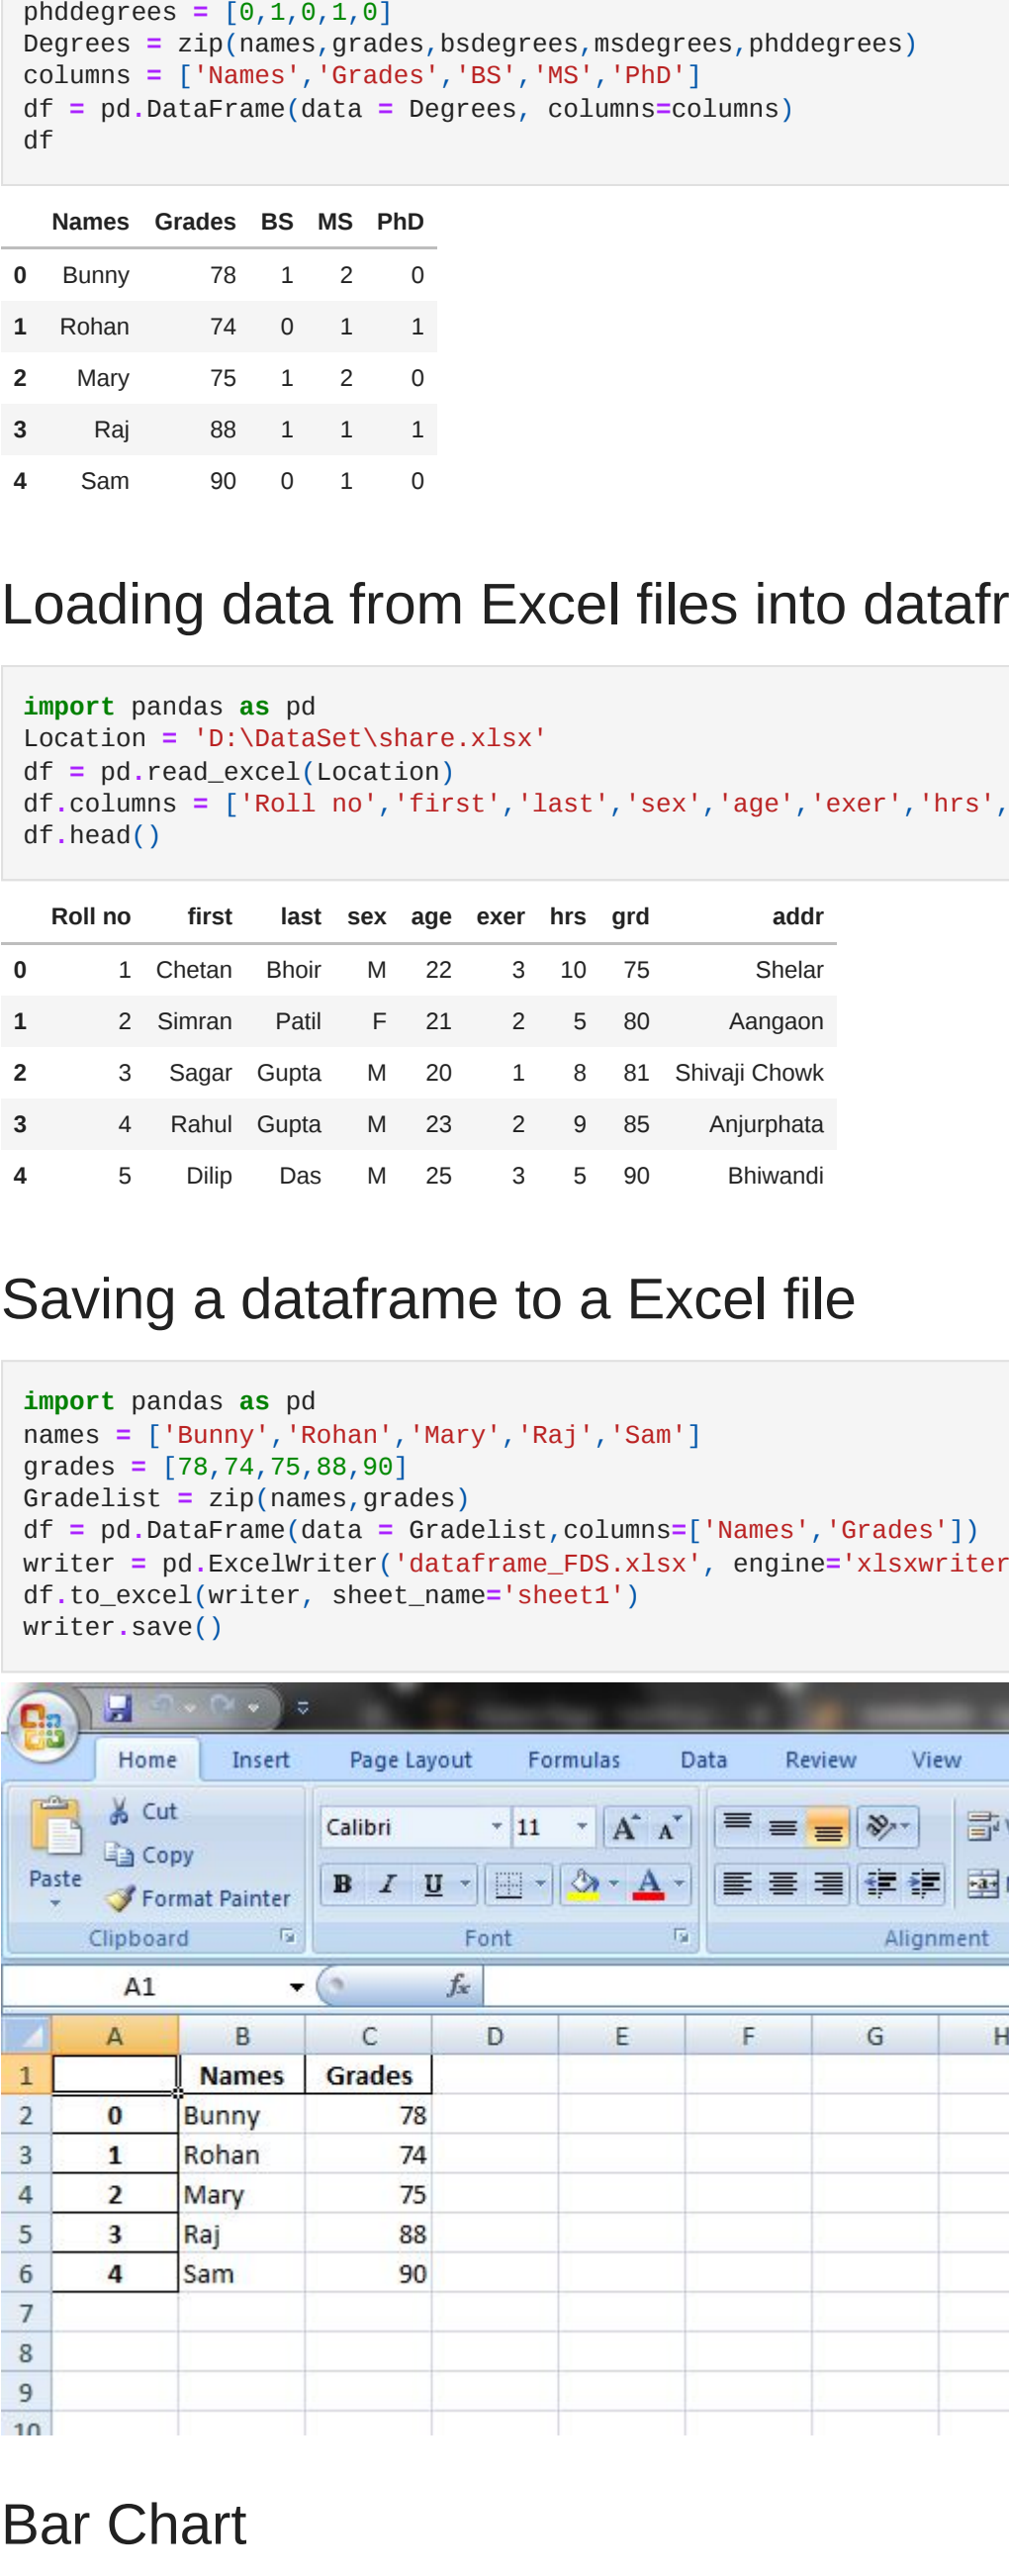 phddegrees = [0,1,0,1,0]
Degrees = zip(names,grades,bsdegrees,msdegrees,phddegrees)
columns = ['Names','Grades','BS','MS','PhD']
df = pd.DataFrame(data = Degrees, columns=columns)
df
Names Grades BS MS PhD
0 Bunny 78 1 2 0
1 Rohan 74 0 1 1
2 Mary 75 1 2 0
3 Raj 88 1 1 1
4 Sam 90 0 1 0
Loading data from Excel files into datafr
import pandas as pd
Location = 'D:\DataSet\share.xlsx'
df = pd.read_excel(Location)
df.columns = ['Roll no','first','last','sex','age','exer','hrs',
df.head()
Roll no first last sex age exer hrs grd addr
0 1 Chetan Bhoir M 22 3 10 75 Shelar
1 2 Simran Patil F 21 2 5 80 Aangaon
2 3 Sagar Gupta M 20 1 8 81 Shivaji Chowk
3 4 Rahul Gupta M 23 2 9 85 Anjurphata
4 5 Dilip Das M 25 3 5 90 Bhiwandi
Saving a dataframe to a Excel file
import pandas as pd
names = ['Bunny','Rohan','Mary','Raj','Sam']
grades = [78,74,75,88,90]
Gradelist = zip(names,grades)
df = pd.DataFrame(data = Gradelist,columns=['Names','Grades'])
writer = pd.ExcelWriter('dataframe_FDS.xlsx', engine='xlsxwriter
df.to_excel(writer, sheet_name='sheet1')
writer.save()
Home Insert Page Layout Formulas Data Review View
Cut
Calibri 11 A A
Copy
Paste
B I U A
Format Painter
Clipboard Font Alignment
A1 fx
A B C D E F G H
1 Names Grades
2 0 Bunny 78
3 1 Rohan 74
4 2 Mary 75
5 3 Raj 88
6 4 Sam 90
7
8
9
10
Bar Chart